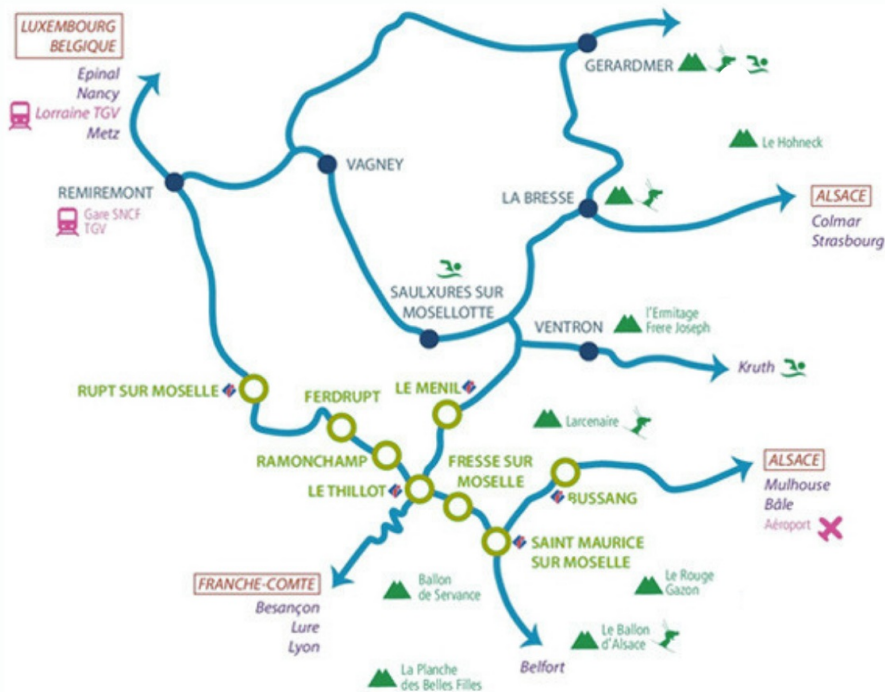 LUXEMBOURG
BELGIQUE
Epinal
Nancy
Lorraine TGV
Metz
GERARDMER
Le Hohneck
VAGNEY
REMIREMONT
Gare SNCF
TGV
LA BRESSE
ALSACE
Colmar
Strasbourg
SAULXURES SUR
MOSELLOTTE
VENTRON
l'Ermitage
Frere Joseph
Kruth
RUPT SUR MOSELLE
FERDRUPT
LE MENIL
Larcenaire
RAMONCHAMP
LE THILLOT
FRESSE SUR
MOSELLE
BUSSANG
ALSACE
Mulhouse
Bâle
Aéroport
SAINT MAURICE
SUR MOSELLE
FRANCHE-COMTE
Besançon
Lure
Lyon
Ballon
de Servance
Le Rouge
Gazon
Le Ballon
d'Alsace
Belfort
La Planche
des Belles Filles